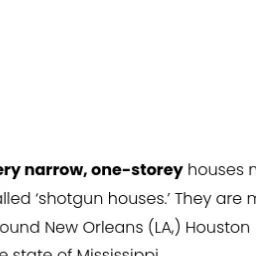 ery narrow, one-storey houses
alled ‘shotgun houses.’ They are
ound New Orleans (LA,) Houston
e state of Mississippi